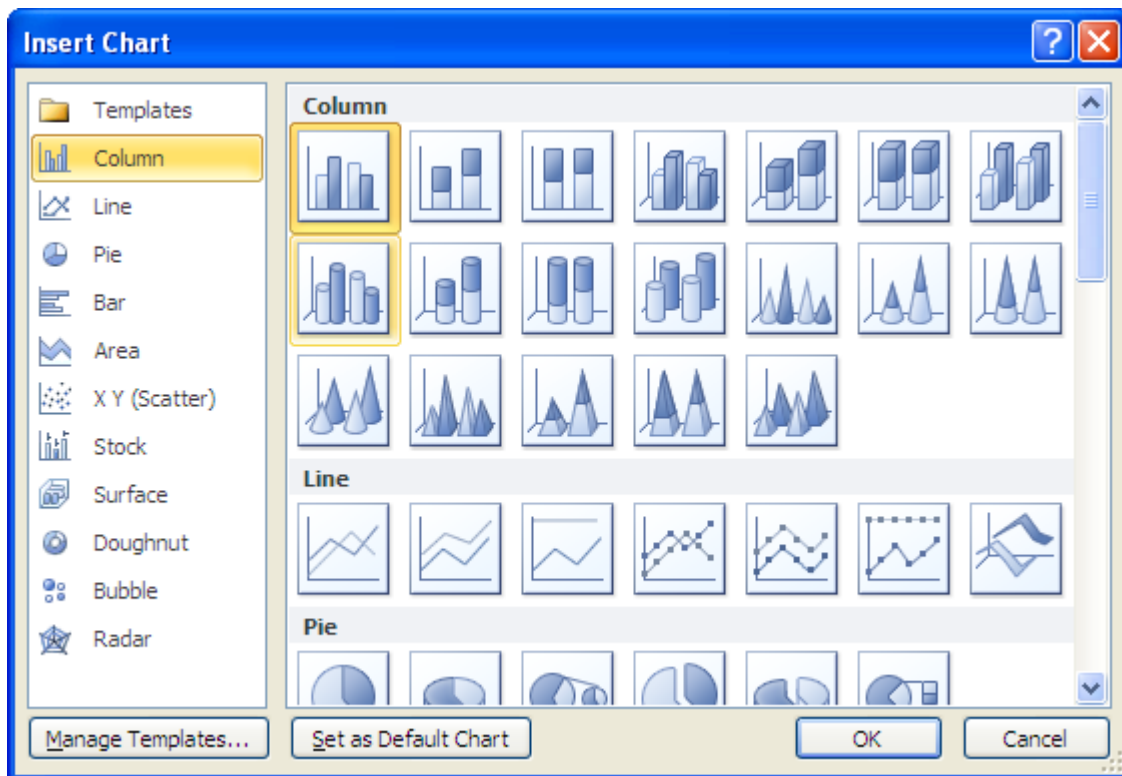 Insert Chart
Templates
Column
Line
Pie
Bar
Area
X Y (Scatter)
Stock
Surface
Doughnut
Bubble
Radar
Column
Line
Pie
Manage Templates...
Set as Default Chart
OK
Cancel